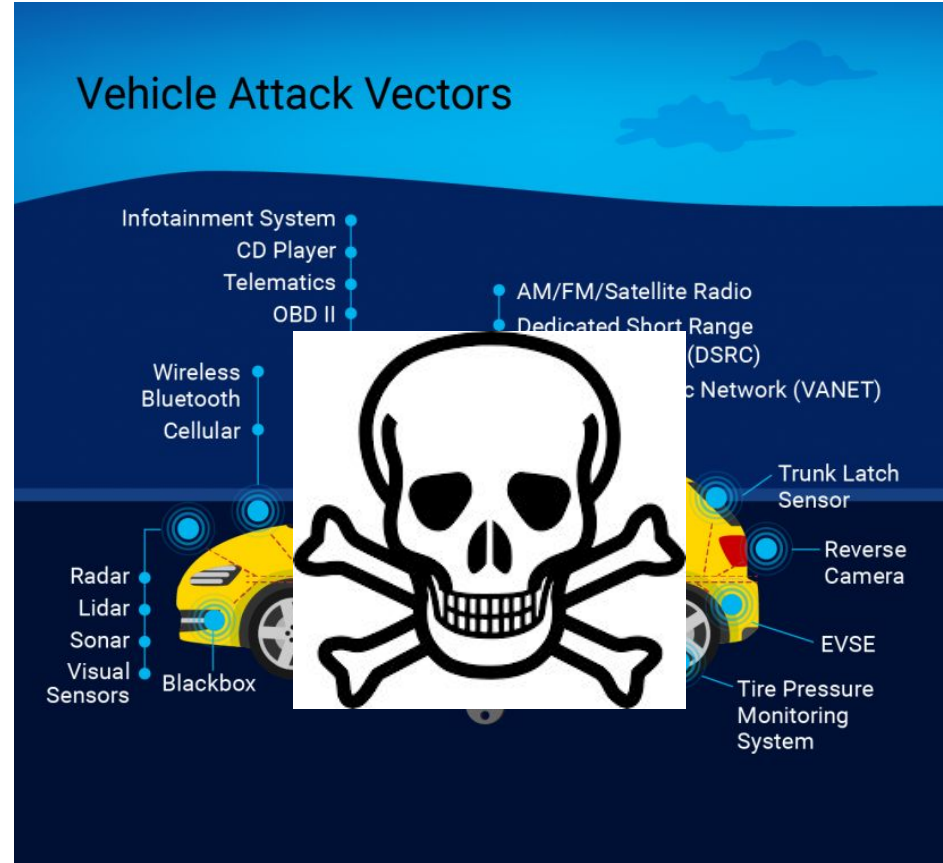 Vehicle Attack Vectors
Infotainment System
CD Player
Telematics
OBD II
AM/FM/Satellite Radio
Dedicated Short Range
(DSRC)
Network (VANET)
Wireless
Bluetooth
Cellular
Trunk Latch
Sensor
Reverse
Camera
EVSE
Tire Pressure
Monitoring
System
Radar
Lidar
Sonar
Visual
Sensors
Blackbox